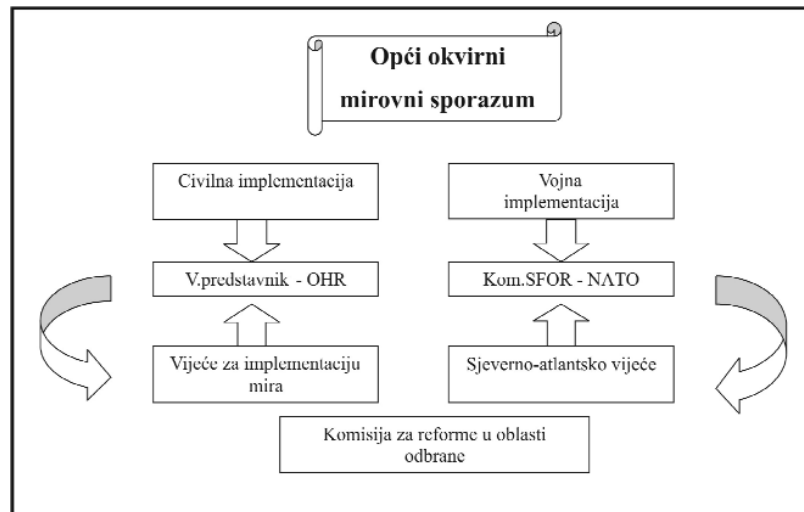 Opći okvirni
mirovni sporazum
Civilna implementacija
Vojna
implementacija
V.predstavnik - OHR
Kom.SFOR - NATO
Vijeće za implementaciju
mira
Sjeverno-atlantsko vijeće
Komisija za reforme u oblasti
odbrane